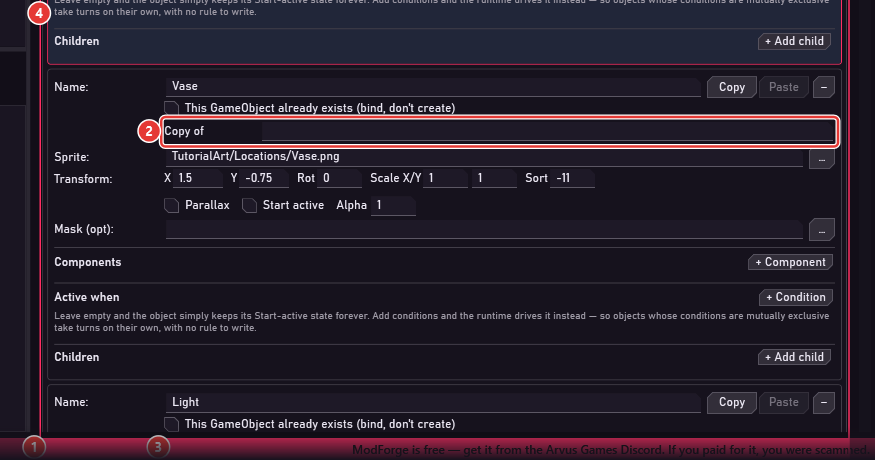 Leave empty and the object simply keeps its Start-active state forever. Add conditions and the runtime drives it instead — so objects whose conditions are mutually exclusive
4
take turns on their own, with no rule to write.
Children + Add child
Name: Vase Copy Paste −
This GameObject already exists (bind, don't create)
2 Copy of
Sprite: TutorialArt/Locations/Vase.png ...
Transform: X 1.5 Y -0.75 Rot 0 Scale X/Y 1 1 Sort -11
Parallax Start active Alpha 1
Mask (opt): ...
Components + Component
Active when + Condition
Leave empty and the object simply keeps its Start-active state forever. Add conditions and the runtime drives it instead — so objects whose conditions are mutually exclusive
take turns on their own, with no rule to write.
Children + Add child
Name: Light Copy Paste −
This GameObject already exists (bind, don't create)
1 3 ModForge is free — get it from the Arvus Games Discord. If you paid for it, you were scammed